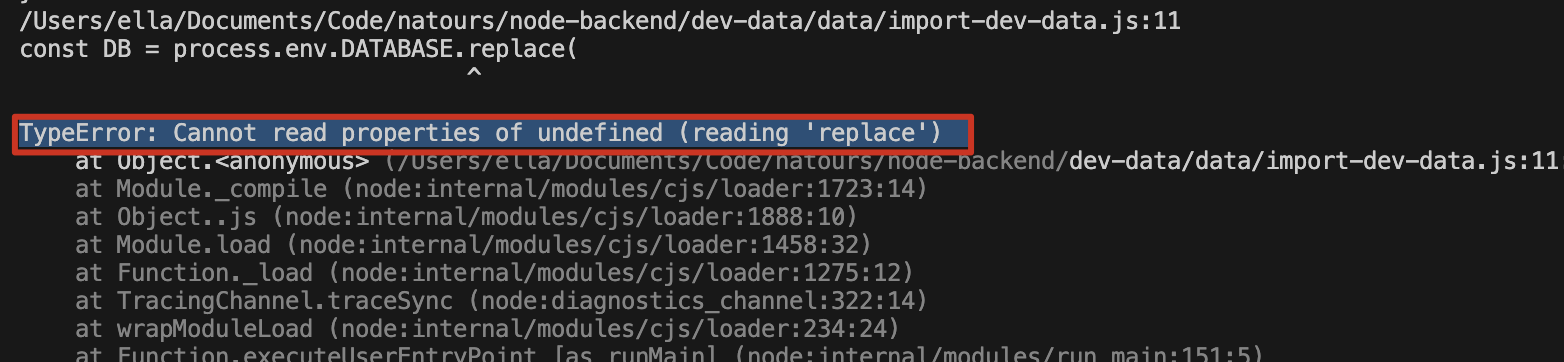 /Users/ella/Documents/Code/natours/node-backend/dev-data/data/import-dev-data.js:11
const DB = process.env.DATABASE.replace(
^
TypeError: Cannot read properties of undefined (reading 'replace')
at Object.<anonymous> (/Users/ella/Documents/Code/natours/node-backend/dev-data/data/import-dev-data.js:11
at Module._compile (node:internal/modules/cjs/loader:1723:14)
at Object..js (node:internal/modules/cjs/loader:1888:10)
at Module.load (node:internal/modules/cjs/loader:1458:32)
at Function._load (node:internal/modules/cjs/loader:1275:12)
at TracingChannel.traceSync (node:diagnostics_channel:322:14)
at wrapModuleLoad (node:internal/modules/cjs/loader:234:24)
at Function.executeUserEntryPoint [as runMain] (node:internal/modules/run_main:151:5)